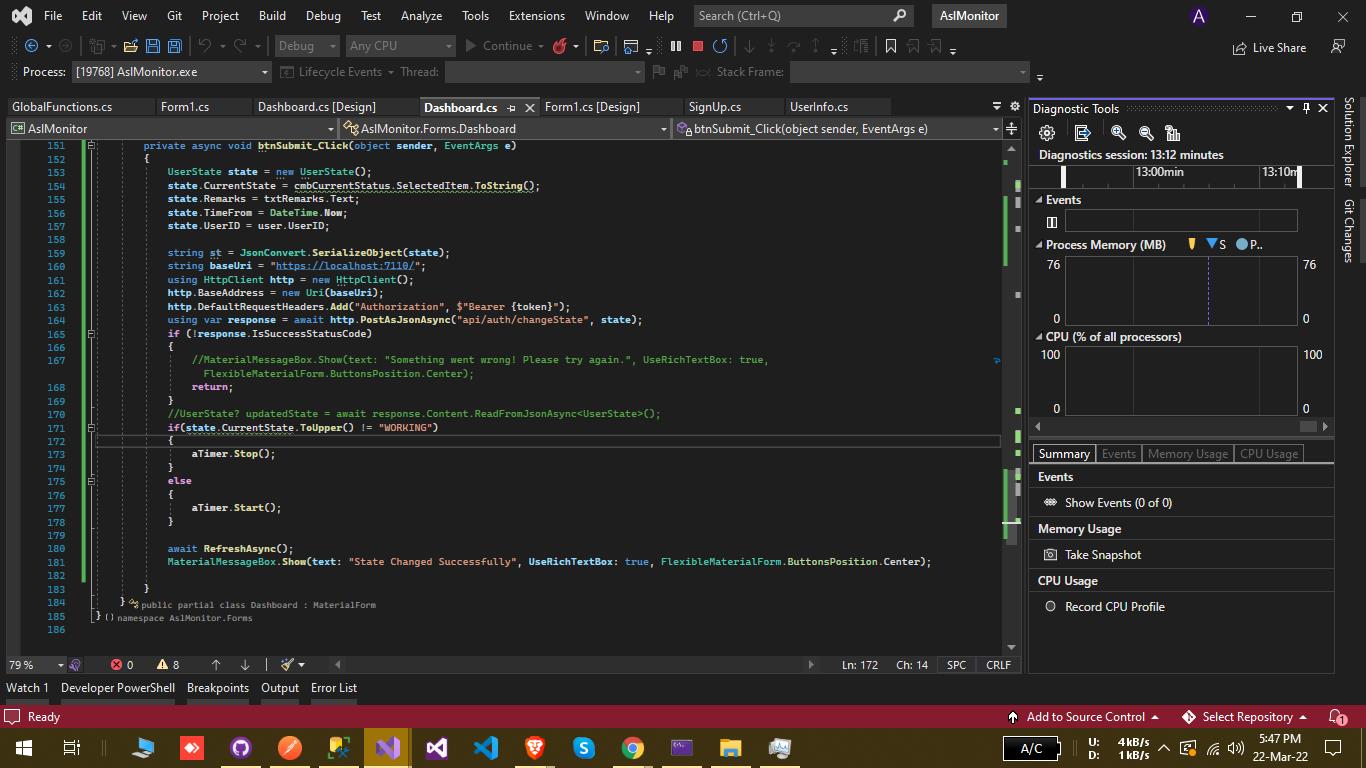 File Edit View Git Project Build Debug Test Analyze Tools Extensions Window Help Search (Ctrl+Q) AslMonitor A
Debug Any CPU Continue Live Share
Process: [19768] AslMonitor.exe Lifecycle Events Thread: Stack Frame:
GlobalFunctions.cs Form1.cs Dashboard.cs [Design] Dashboard.cs Form1.cs [Design] SignUp.cs UserInfo.cs
AslMonitor AslMonitor.Forms.Dashboard btnSubmit_Click(object sender, EventArgs e)
151 private async void btnSubmit_Click(object sender, EventArgs e)
152 {
153 UserState state = new UserState();
154 state.CurrentState = cmbCurrentStatus.SelectedItem.ToString();
155 state.Remarks = txtRemarks.Text;
156 state.TimeFrom = DateTime.Now;
157 state.UserID = user.UserID;
158
159 string st = JsonConvert.SerializeObject(state);
160 string baseUri = "https://localhost:7110/";
161 using HttpClient http = new HttpClient();
162 http.BaseAddress = new Uri(baseUri);
163 http.DefaultRequestHeaders.Add("Authorization", $"Bearer {token}");
164 using var response = await http.PostAsJsonAsync("api/auth/changeState", state);
165 if (!response.IsSuccessStatusCode)
166 {
167 //MaterialMessageBox.Show(text: "Something went wrong! Please try again.", UseRichTextBox: true,
FlexibleMaterialForm.ButtonsPosition.Center);
168 return;
169 }
170 //UserState? updatedState = await response.Content.ReadFromJsonAsync<UserState>();
171 if(state.CurrentState.ToUpper() != "WORKING")
172 {
173 aTimer.Stop();
174 }
175 else
176 {
177 aTimer.Start();
178 }
179
180 await RefreshAsync();
181 MaterialMessageBox.Show(text: "State Changed Successfully", UseRichTextBox: true, FlexibleMaterialForm.ButtonsPosition.Center);
182
183 }
184 } public partial class Dashboard : MaterialForm
185 } namespace AslMonitor.Forms
186
79 % 0 8 Ln: 172 Ch: 14 SPC CRLF
Diagnostic Tools
Diagnostics session: 13:12 minutes
13:00min 13:10m
Events
Process Memory (MB) S P..
76 76
0 0
CPU (% of all processors)
100 100
0 0
Summary Events Memory Usage CPU Usage
Events
Show Events (0 of 0)
Memory Usage
Take Snapshot
CPU Usage
Record CPU Profile
Solution Explorer
Git Changes
Watch 1 Developer PowerShell Breakpoints Output Error List
Ready Add to Source Control Select Repository 1
A/C U: 4 kB/s
D: 1 kB/s
5:47 PM
22-Mar-22